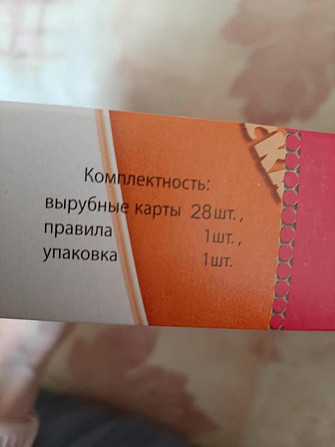 Комплектность:
вырубные карты 28шт.,
правила 1шт.,
упаковка 1шт.